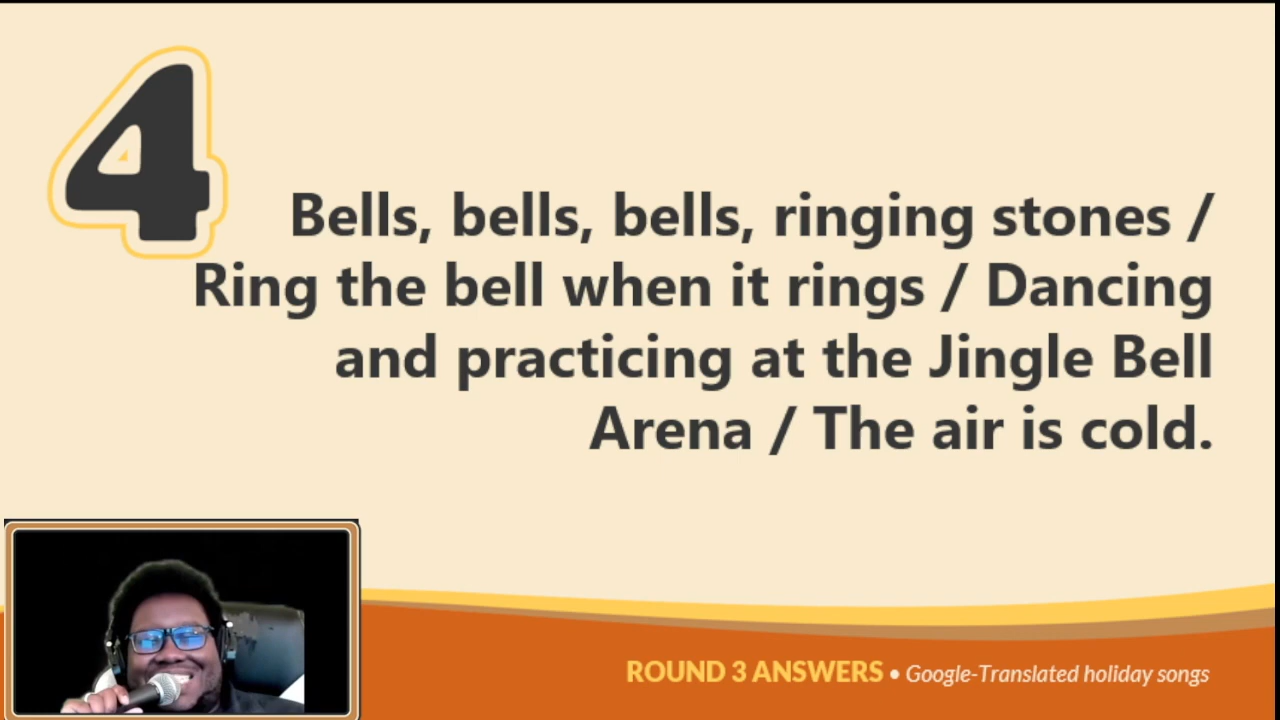 4
Bells, bells, bells, ringing stones /
Ring the bell when it rings / Dancing
and practicing at the Jingle Bell
Arena / The air is cold.
ROUND 3 ANSWERS • Google-Translated holiday songs